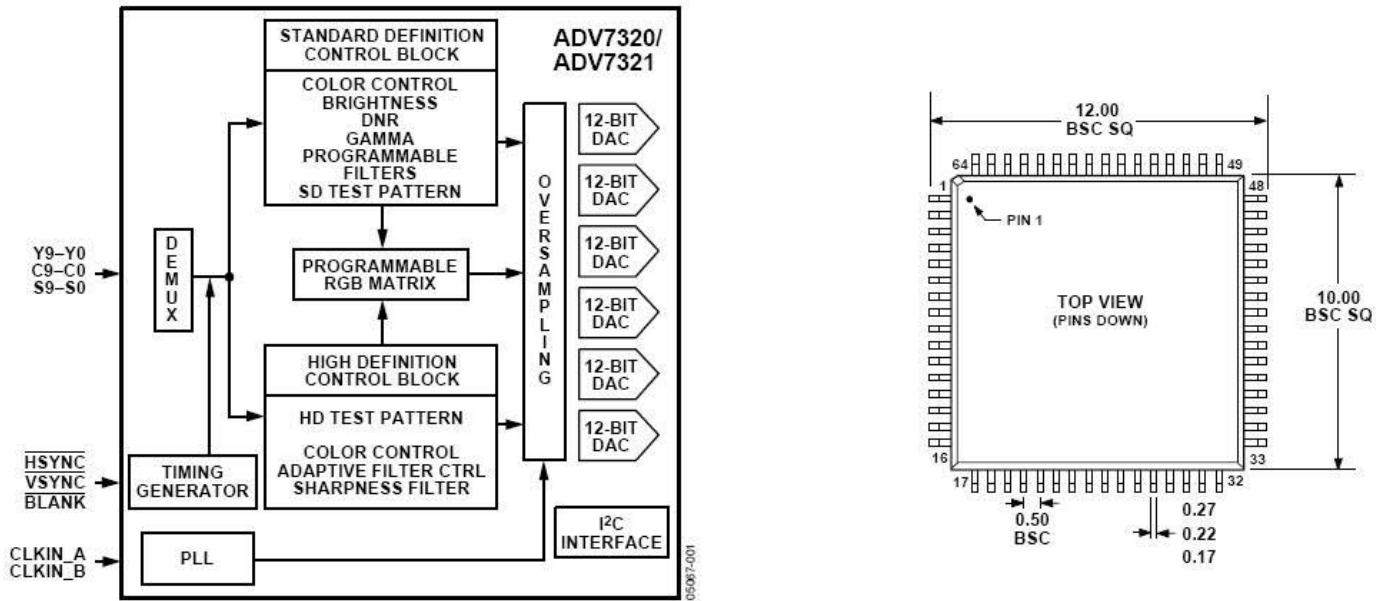 ADV7320/
ADV7321
STANDARD DEFINITION
CONTROL BLOCK
COLOR CONTROL
BRIGHTNESS
DNR
GAMMA
PROGRAMMABLE
FILTERS
SD TEST PATTERN
DEMUX
Y9–Y0
C9–C0
S9–S0
PROGRAMMABLE
RGB MATRIX
HIGH DEFINITION
CONTROL BLOCK
HD TEST PATTERN
COLOR CONTROL
ADAPTIVE FILTER CTRL
SHARPNESS FILTER
OVERSAMPLING
12-BIT
DAC
12-BIT
DAC
12-BIT
DAC
12-BIT
DAC
12-BIT
DAC
12-BIT
DAC
HSYNC
VSYNC
BLANK
TIMING
GENERATOR
CLKIN_A
CLKIN_B
PLL
I²C
INTERFACE
05067-001
12.00
BSC SQ
64
49
1
48
PIN 1
TOP VIEW
(PINS DOWN)
10.00
BSC SQ
16
33
17
32
0.50
BSC
0.27
0.22
0.17